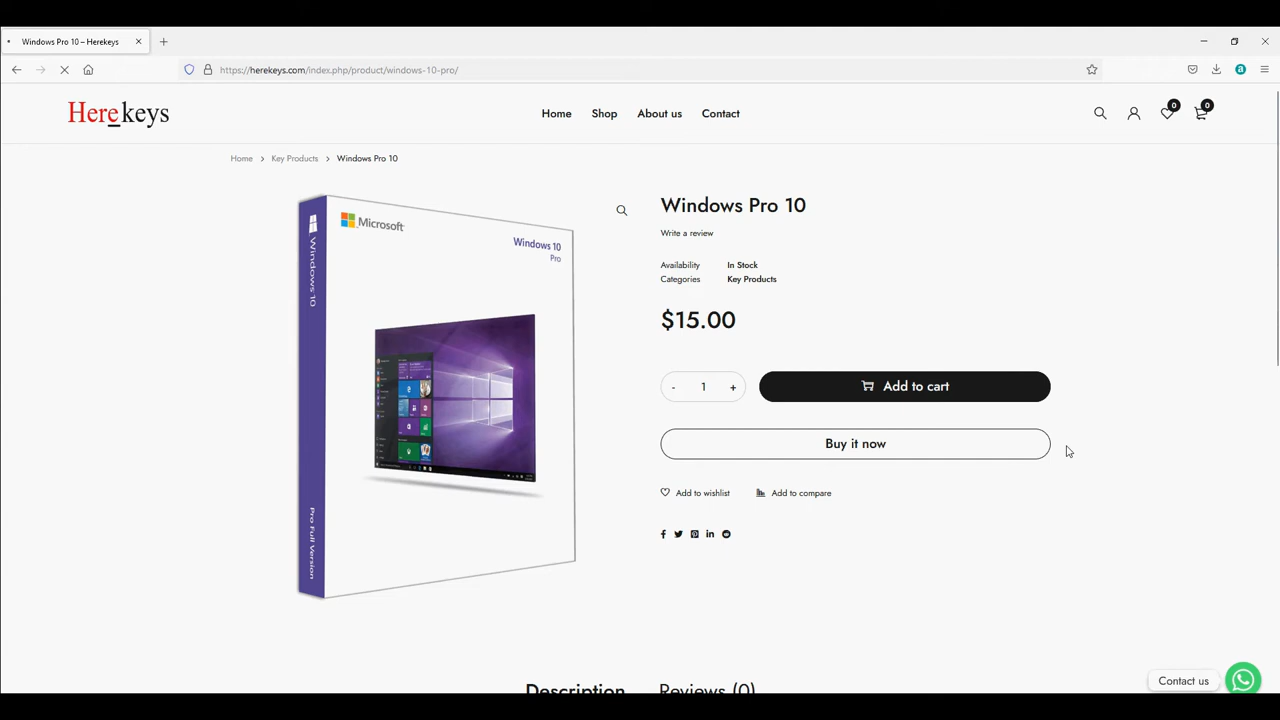 Windows Pro 10 – Herekeys
https://herekeys.com/index.php/product/windows-10-pro/
Herekeys
Home
Shop
About us
Contact
0
0
Home > Key Products > Windows Pro 10
Microsoft
Windows 10
Pro
Windows 10
Pro Full Version
Windows Pro 10
Write a review
Availability In Stock
Categories Key Products
$15.00
- 1 +
Add to cart
Buy it now
Add to wishlist
Add to compare
Contact us
Description
Reviews (0)